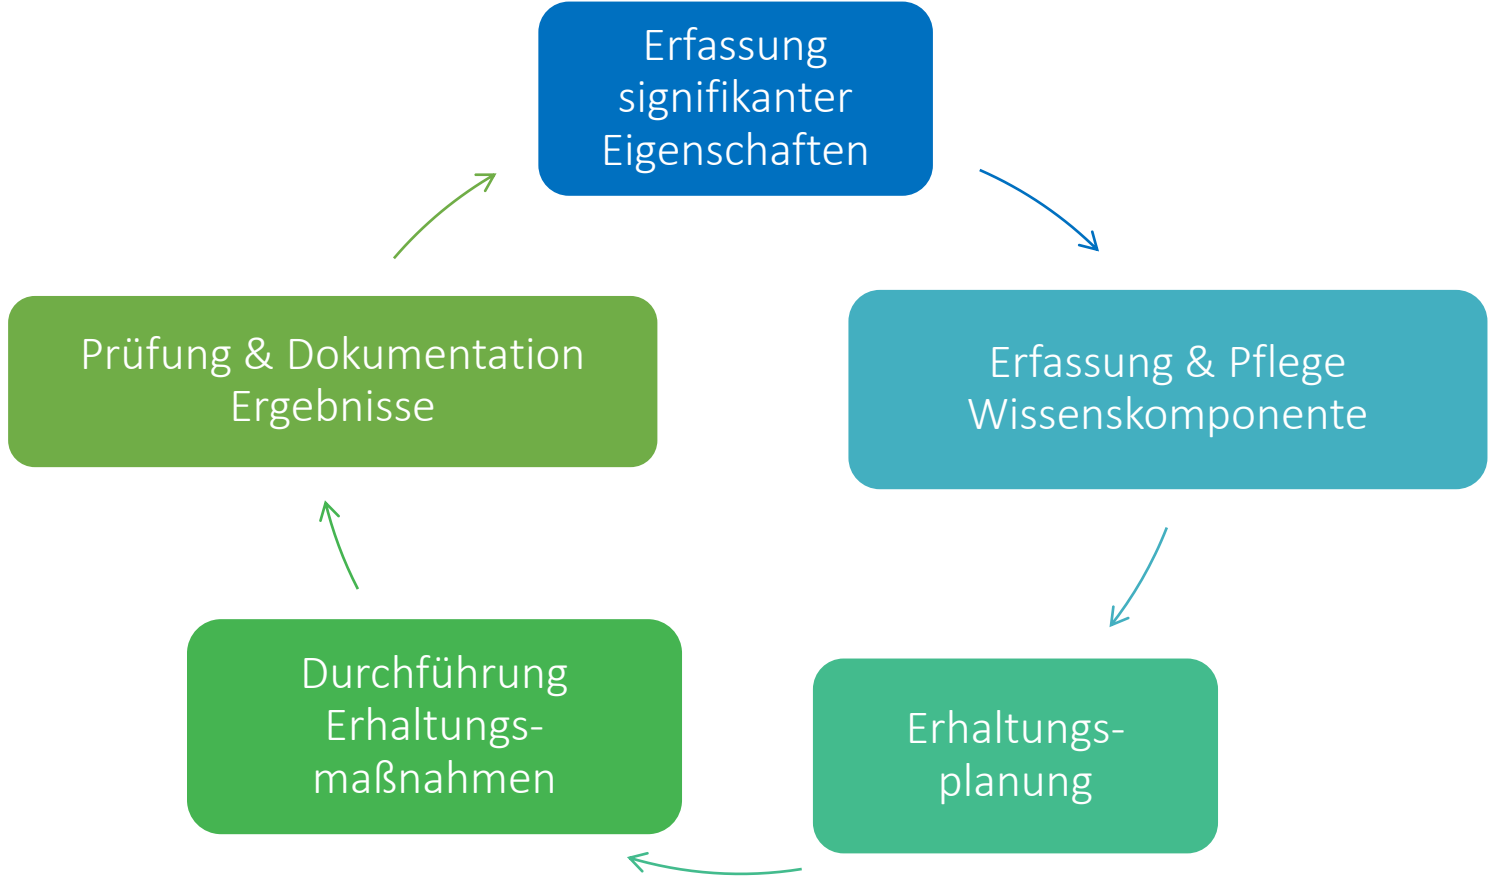 Erfassung
signifikanter
Eigenschaften
Erfassung & Pflege
Wissenskomponente
Erhaltungs-
planung
Durchführung
Erhaltungs-
maßnahmen
Prüfung & Dokumentation
Ergebnisse